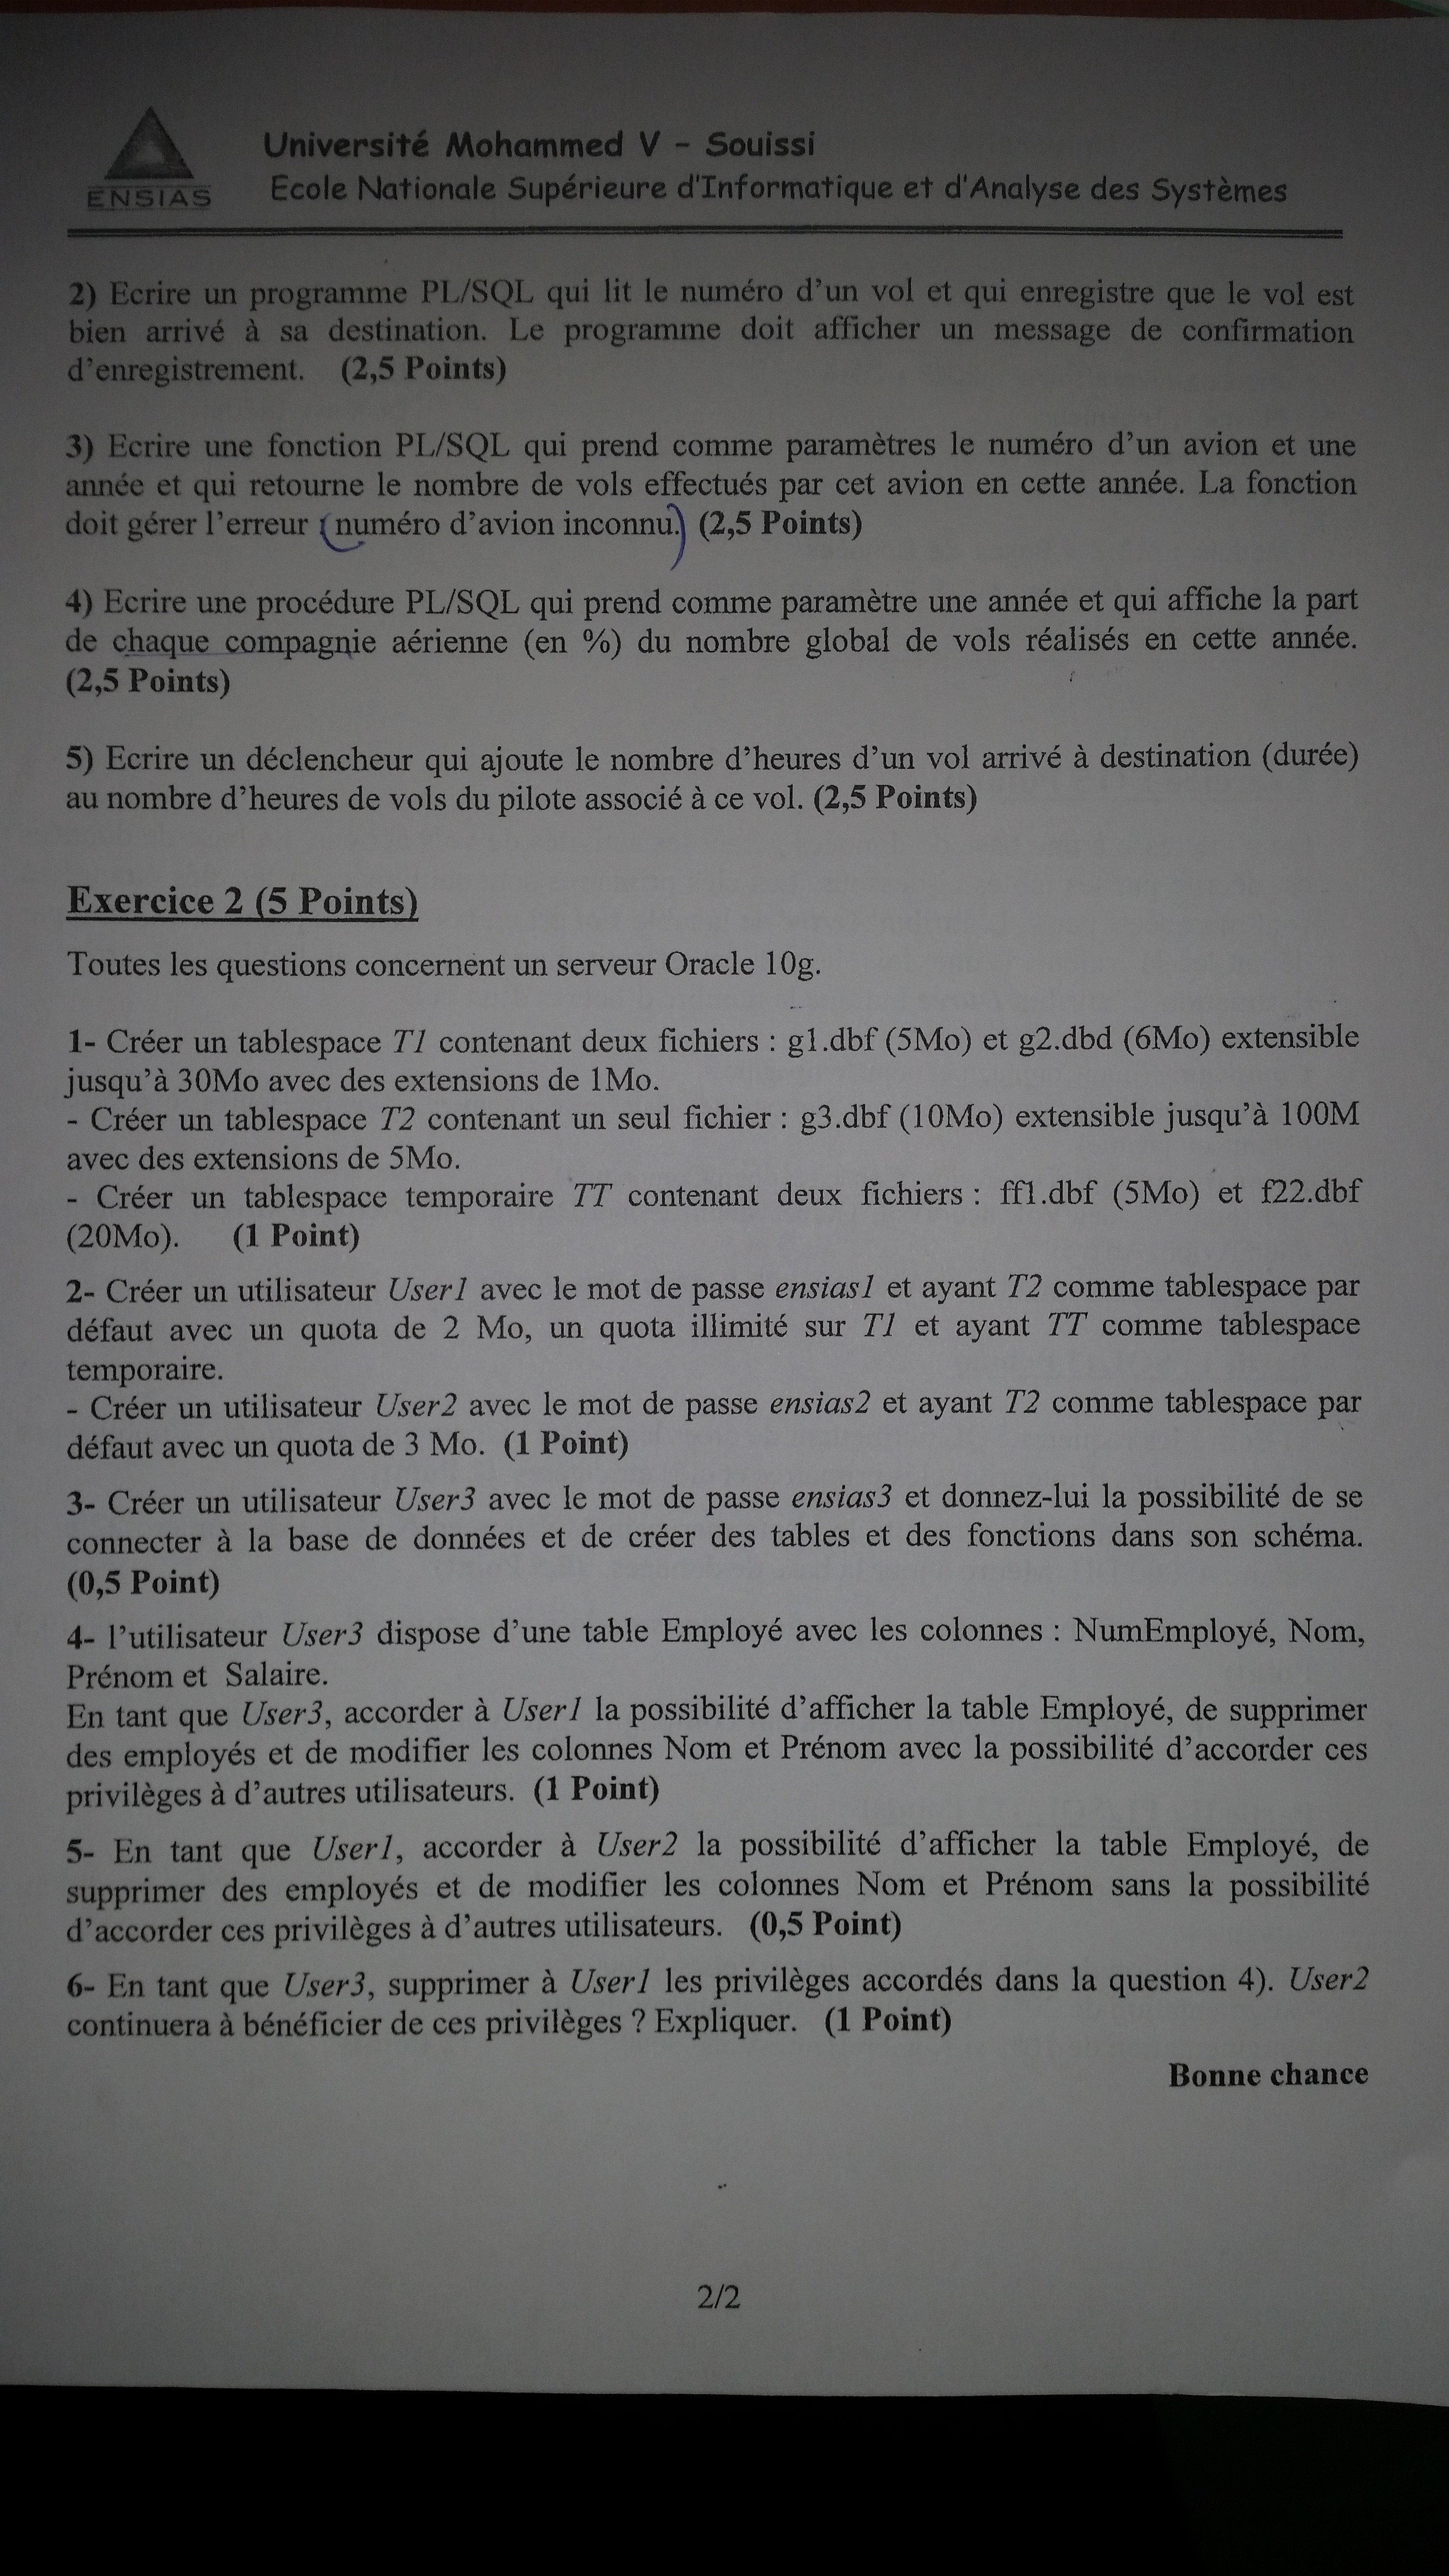 ENSIAS
Université Mohammed V - Souissi
Ecole Nationale Supérieure d'Informatique et d'Analyse des Systèmes
2) Ecrire un programme PL/SQL qui lit le numéro d'un vol et qui enregistre que le vol est
bien arrivé à sa destination. Le programme doit afficher un message de confirmation
d'enregistrement. (2,5 Points)
3) Ecrire une fonction PL/SQL qui prend comme paramètres le numéro d'un avion et une
année et qui retourne le nombre de vols effectués par cet avion en cette année. La fonction
doit gérer l'erreur (numéro d'avion inconnu.) (2,5 Points)
4) Ecrire une procédure PL/SQL qui prend comme paramètre une année et qui affiche la part
de chaque compagnie aérienne (en %) du nombre global de vols réalisés en cette année.
(2,5 Points)
5) Ecrire un déclencheur qui ajoute le nombre d'heures d'un vol arrivé à destination (durée)
au nombre d'heures de vols du pilote associé à ce vol. (2,5 Points)
Exercice 2 (5 Points)
Toutes les questions concernent un serveur Oracle 10g.
1- Créer un tablespace T1 contenant deux fichiers : g1.dbf (5Mo) et g2.dbd (6Mo) extensible
jusqu'à 30Mo avec des extensions de 1Mo.
- Créer un tablespace T2 contenant un seul fichier : g3.dbf (10Mo) extensible jusqu'à 100M
avec des extensions de 5Mo.
- Créer un tablespace temporaire TT contenant deux fichiers : ff1.dbf (5Mo) et f22.dbf
(20Mo). (1 Point)
2- Créer un utilisateur User1 avec le mot de passe ensias1 et ayant T2 comme tablespace par
défaut avec un quota de 2 Mo, un quota illimité sur T1 et ayant TT comme tablespace
temporaire.
- Créer un utilisateur User2 avec le mot de passe ensias2 et ayant T2 comme tablespace par
défaut avec un quota de 3 Mo. (1 Point)
3- Créer un utilisateur User3 avec le mot de passe ensias3 et donnez-lui la possibilité de se
connecter à la base de données et de créer des tables et des fonctions dans son schéma.
(0,5 Point)
4- l'utilisateur User3 dispose d'une table Employé avec les colonnes : NumEmployé, Nom,
Prénom et Salaire.
En tant que User3, accorder à User1 la possibilité d'afficher la table Employé, de supprimer
des employés et de modifier les colonnes Nom et Prénom avec la possibilité d'accorder ces
privilèges à d'autres utilisateurs. (1 Point)
5- En tant que User1, accorder à User2 la possibilité d'afficher la table Employé, de
supprimer des employés et de modifier les colonnes Nom et Prénom sans la possibilité
d'accorder ces privilèges à d'autres utilisateurs. (0,5 Point)
6- En tant que User3, supprimer à User1 les privilèges accordés dans la question 4). User2
continuera à bénéficier de ces privilèges ? Expliquer. (1 Point)
Bonne chance
2/2